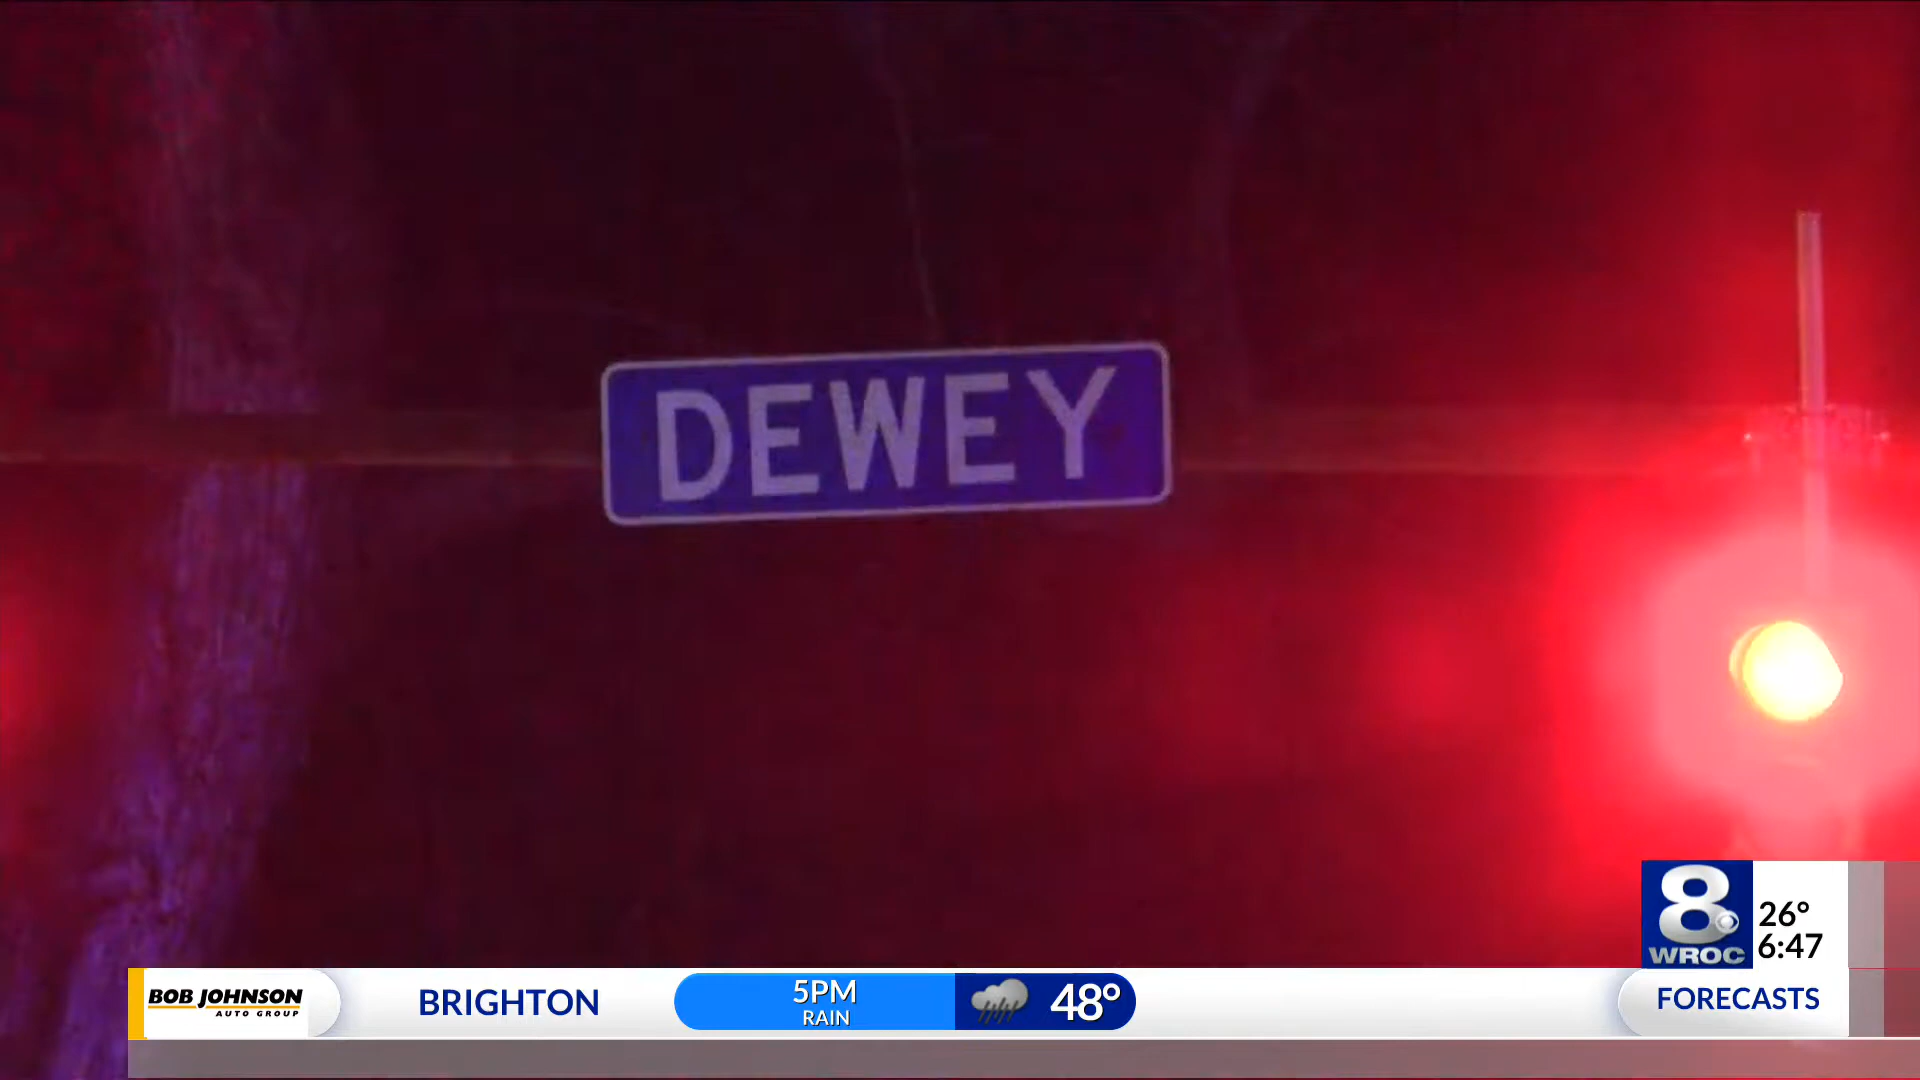 DEWEY
8
WROC
26°
6:47
BOB JOHNSON
AUTO GROUP
BRIGHTON
5PM
RAIN
48°
FORECASTS